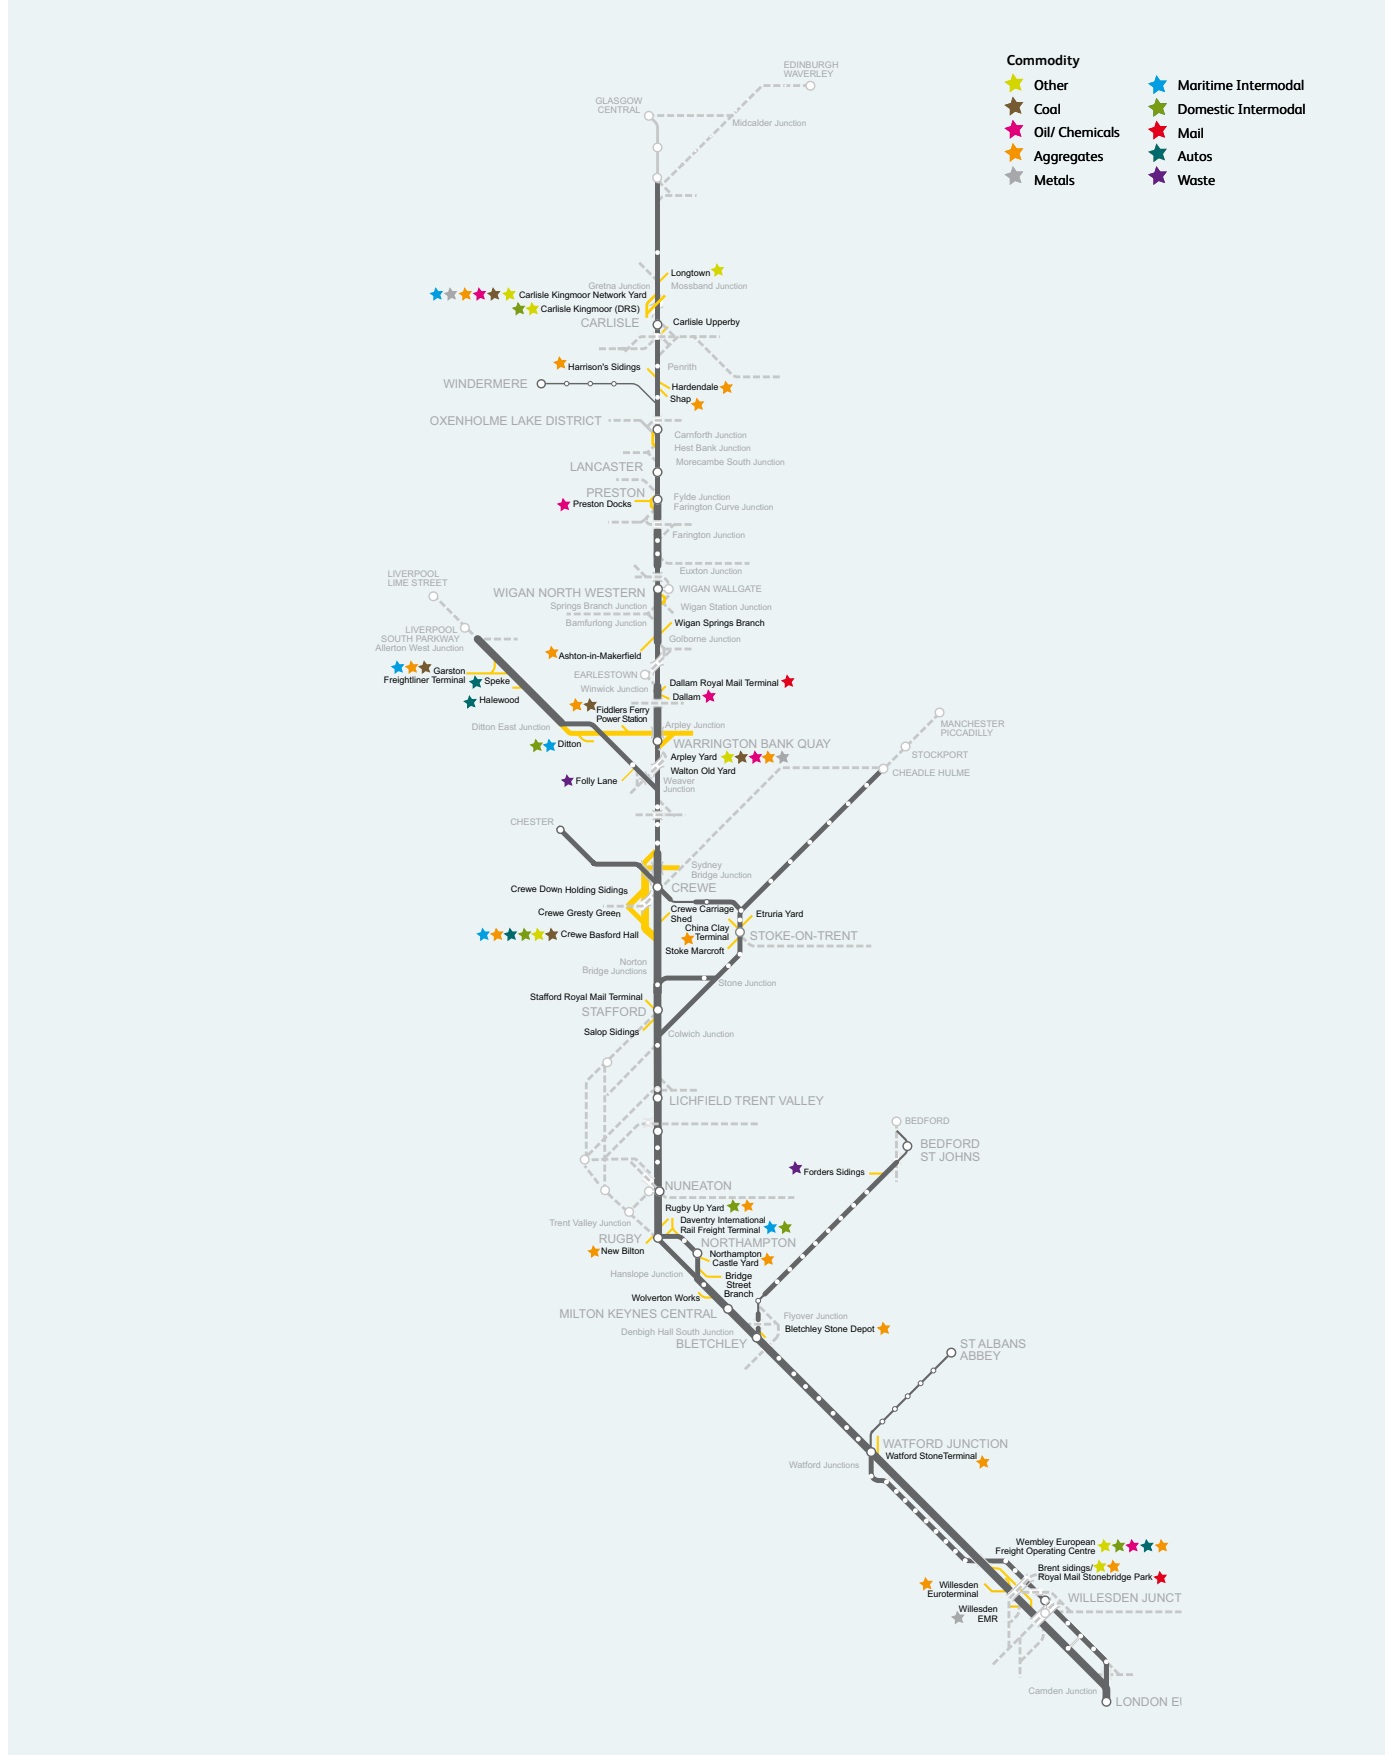 Commodity
Other
Coal
Oil/ Chemicals
Aggregates
Metals
Maritime Intermodal
Domestic Intermodal
Mail
Autos
Waste
EDINBURGH
WAVERLEY
GLASGOW
CENTRAL
Midcalder Junction
Longtown
Gretna Junction
Mossband Junction
Carlisle Kingmoor Network Yard
Carlisle Kingmoor (DRS)
CARLISLE
Carlisle Upperby
Harrison's Sidings
Penrith
WINDERMERE
Hardendale
Shap
OXENHOLME LAKE DISTRICT
Carnforth Junction
Hest Bank Junction
Morecambe South Junction
LANCASTER
PRESTON
Preston Docks
Fylde Junction
Farington Curve Junction
Farington Junction
Euxton Junction
LIVERPOOL
LIME STREET
WIGAN NORTH WESTERN
WIGAN WALLGATE
Springs Branch Junction
Wigan Station Junction
Bamfurlong Junction
Wigan Springs Branch
LIVERPOOL
SOUTH PARKWAY
Allerton West Junction
Golborne Junction
Ashton-in-Makerfield
Garston
Freightliner Terminal
Speke
EARLESTOWN
Winwick Junction
Dallam Royal Mail Terminal
Dallam
Halewood
Fiddlers Ferry
Power Station
Ditton East Junction
Arpley Junction
MANCHESTER
PICCADILLY
Ditton
WARRINGTON BANK QUAY
STOCKPORT
Arpley Yard
Walton Old Yard
CHEADLE HULME
Folly Lane
Weaver
Junction
CHESTER
Sydney
Bridge Junction
Crewe Down Holding Sidings
CREWE
Crewe Gresty Green
Crewe Carriage
Shed
Etruria Yard
China Clay
Terminal
Crewe Basford Hall
STOKE-ON-TRENT
Stoke Marcroft
Norton
Bridge Junctions
Stone Junction
Stafford Royal Mail Terminal
STAFFORD
Salop Sidings
Colwich Junction
LICHFIELD TRENT VALLEY
BEDFORD
BEDFORD
ST JOHNS
Forders Sidings
NUNEATON
Rugby Up Yard
Trent Valley Junction
Daventry International
Rail Freight Terminal
RUGBY
NORTHAMPTON
New Bilton
Northampton
Castle Yard
Hanslope Junction
Bridge
Street
Branch
Wolverton Works
MILTON KEYNES CENTRAL
Flyover Junction
Denbigh Hall South Junction
Bletchley Stone Depot
BLETCHLEY
ST ALBANS
ABBEY
WATFORD JUNCTION
Watford StoneTerminal
Watford Junctions
Wembley European
Freight Operating Centre
Brent sidings/
Royal Mail Stonebridge Park
Willesden
Euroterminal
WILLESDEN JUNCT
Willesden
EMR
Camden Junction
LONDON EU